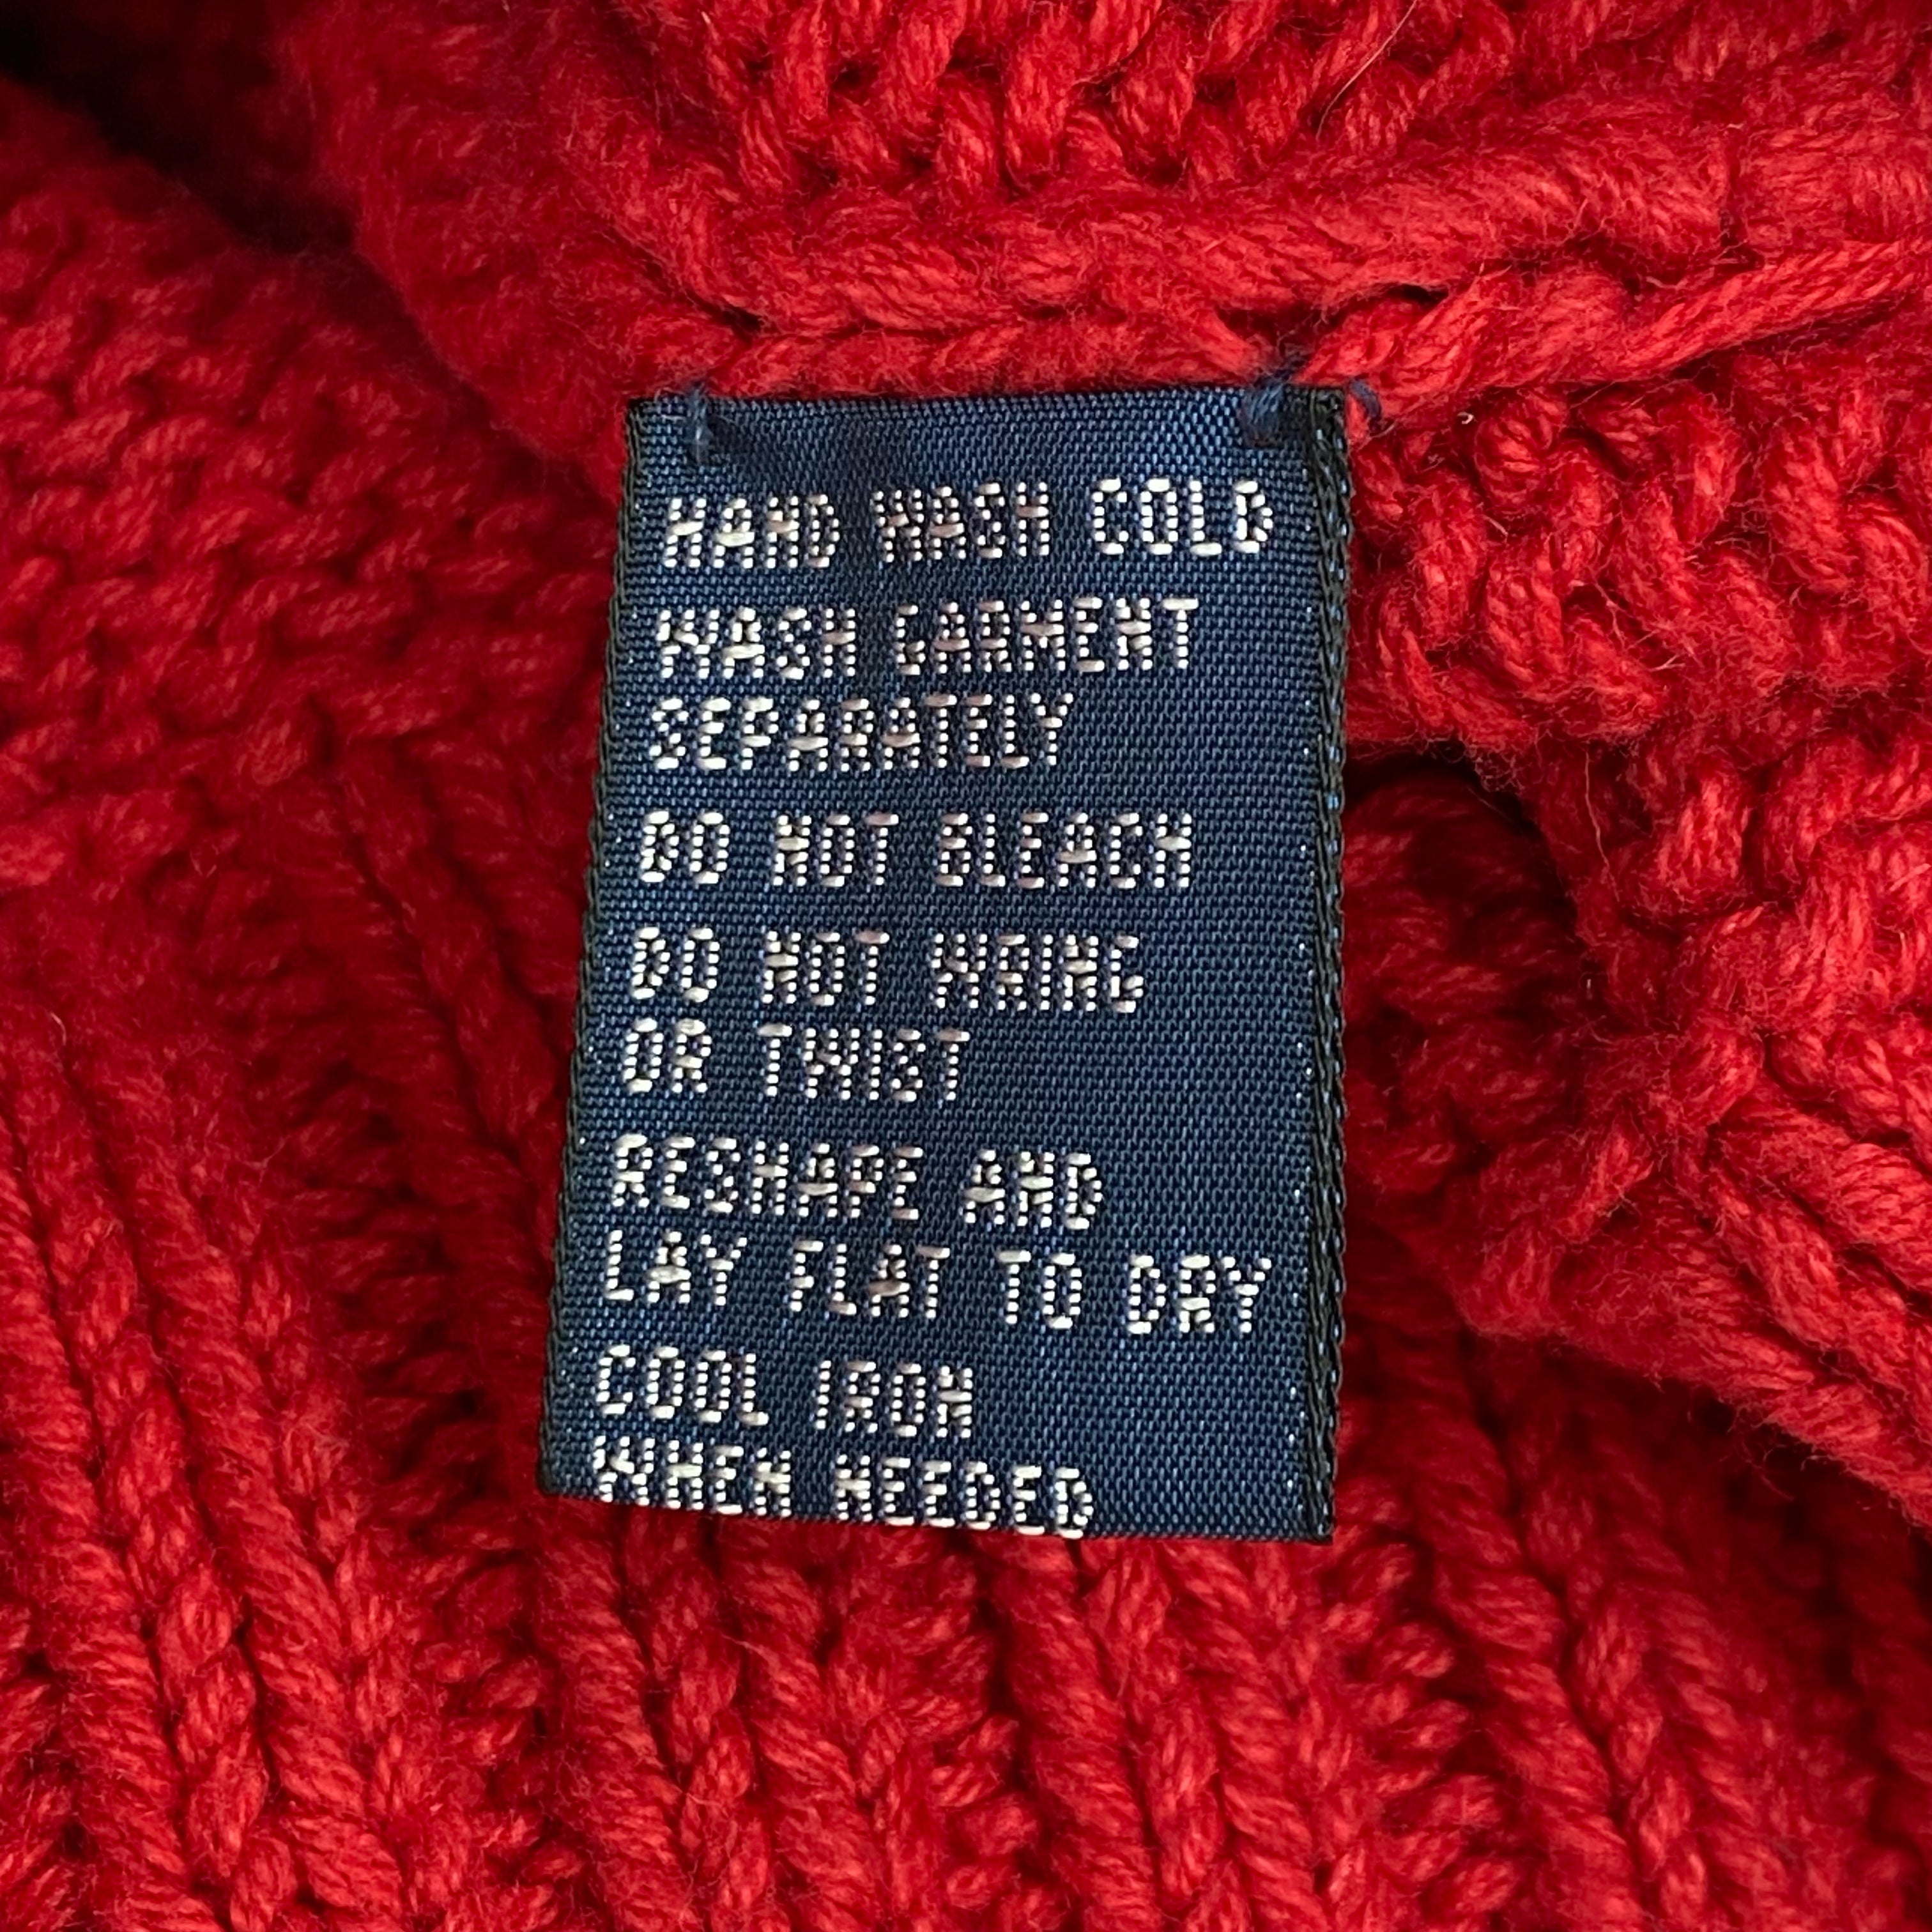 HAND WASH COLD
WASH GARMENT
SEPARATELY
DO NOT BLEACH
DO NOT WRING
OR TWIST
RESHAPE AND
LAY FLAT TO DRY
COOL IRON
WHEN NEEDED